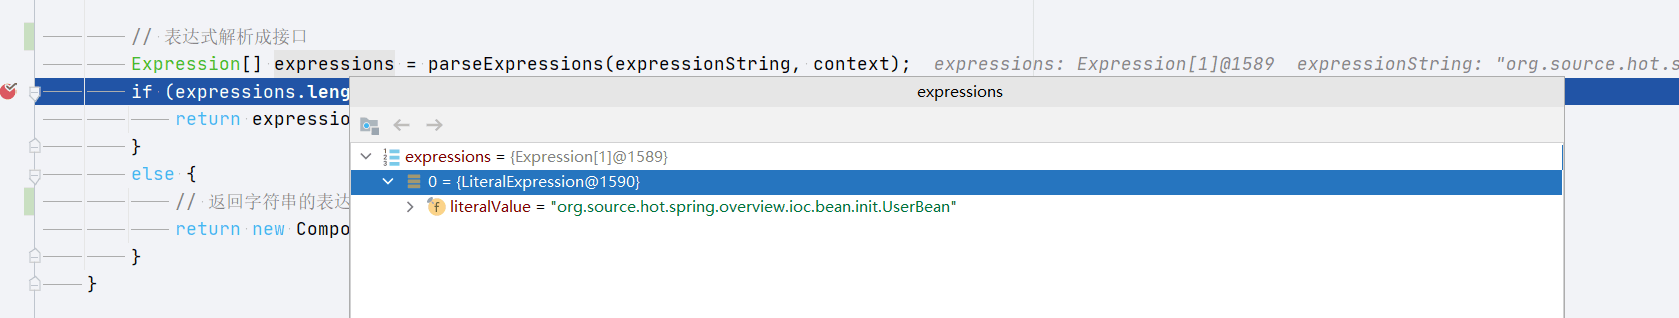 // 表达式解析成接口
Expression[] expressions = parseExpressions(expressionString, context); expressions: Expression[1]@1589 expressionString: "org.source.hot.s
if (expressions.leng
expressions
return expressio
}
expressions = {Expression[1]@1589}
else {
0 = {LiteralExpression@1590}
// 返回字符串的表达
literalValue = "org.source.hot.spring.overview.ioc.bean.init.UserBean"
return new Compo
}
}